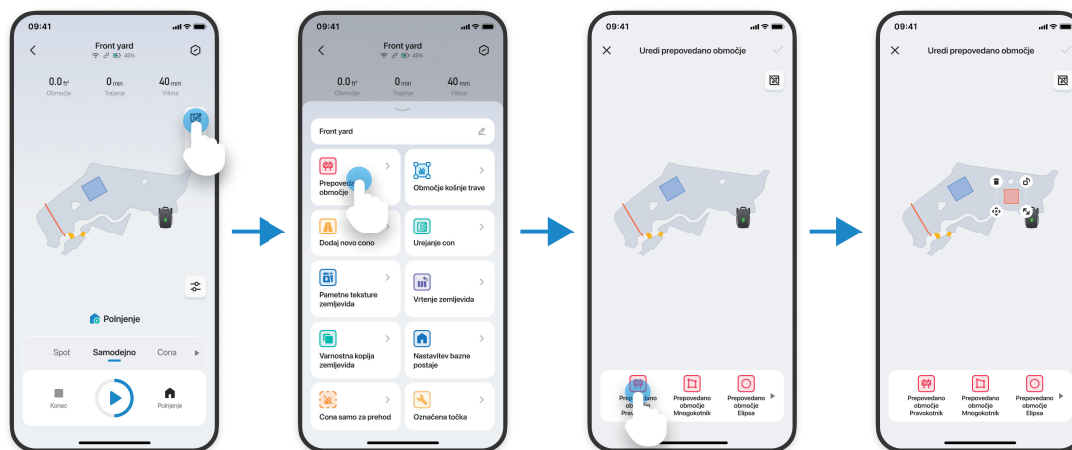 09:41
Front yard
46%
0.0 ft²
0 min
40 mm
Območje
Trajanje
Višina
Polnjenje
Spot
Samodejno
Cona
Konec
Polnjenje
09:41
Front yard
46%
0.0 ft²
0 min
40 mm
Območje
Trajanje
Višina
Front yard
Prepoveda
območje
Območje košnje trave
Dodaj novo cono
Urejanje con
Pametne teksture
zemljevida
Vrtenje zemljevida
Varnostna kopija
zemljevida
Nastavitev bazne
postaje
Cona samo za prehod
Označena točka
09:41
Uredi prepovedano območje
Prepovedano
območje
Mnogokotnik
Prepovedano
območje
Elipsa
09:41
Uredi prepovedano območje
Prepovedano
območje
Pravokotnik
Prepovedano
območje
Mnogokotnik
Prepovedano
območje
Elipsa